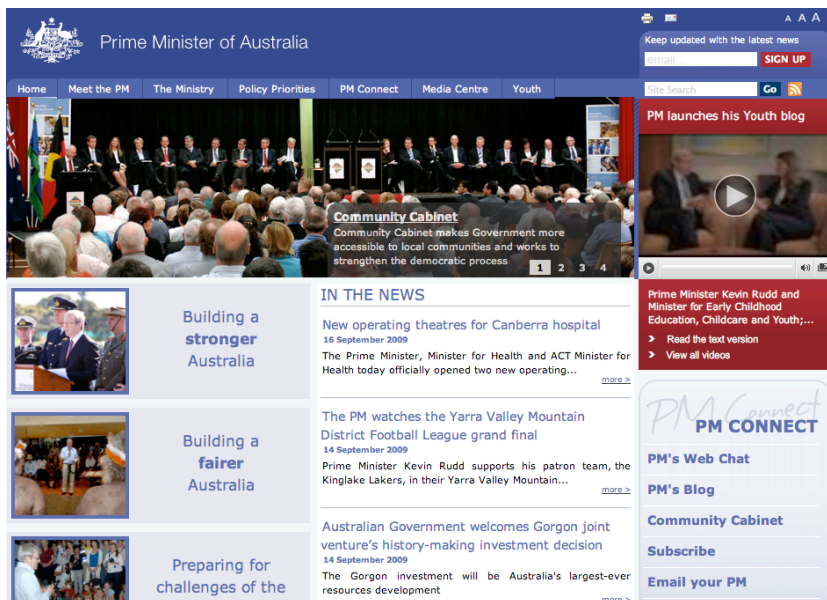 Prime Minister of Australia
A A A
Keep updated with the latest news
email...
SIGN UP
Home Meet the PM The Ministry Policy Priorities PM Connect Media Centre Youth
Site Search
Go
Community Cabinet
Community Cabinet makes Government more
accessible to local communities and works to
strengthen the democratic process
1 2 3 4
PM launches his Youth blog
Prime Minister Kevin Rudd and
Minister for Early Childhood
Education, Childcare and Youth;...
Read the text version
View all videos
Building a
stronger
Australia
Building a
fairer
Australia
Preparing for
challenges of the
IN THE NEWS
New operating theatres for Canberra hospital
16 September 2009
The Prime Minister, Minister for Health and ACT Minister for
Health today officially opened two new operating...
more >
The PM watches the Yarra Valley Mountain
District Football League grand final
14 September 2009
Prime Minister Kevin Rudd supports his patron team, the
Kinglake Lakers, in their Yarra Valley Mountain...
more >
Australian Government welcomes Gorgon joint
venture's history-making investment decision
14 September 2009
The Gorgon investment will be Australia's largest-ever
resources development
more >
PM Connect
PM CONNECT
PM's Web Chat
PM's Blog
Community Cabinet
Subscribe
Email your PM